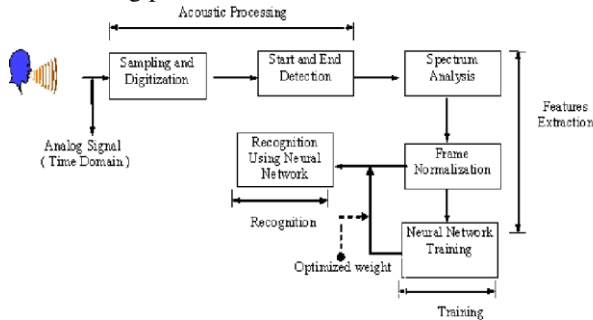 Acoustic Processing
Sampling and
Digitization
Start and End
Detection
Spectrum
Analysis
Features
Extraction
Analog Signal
( Time Domain )
Recognition
Using Neural
Network
Frame
Normalization
Recognition
Neural Network
Training
Optimized weight
Training